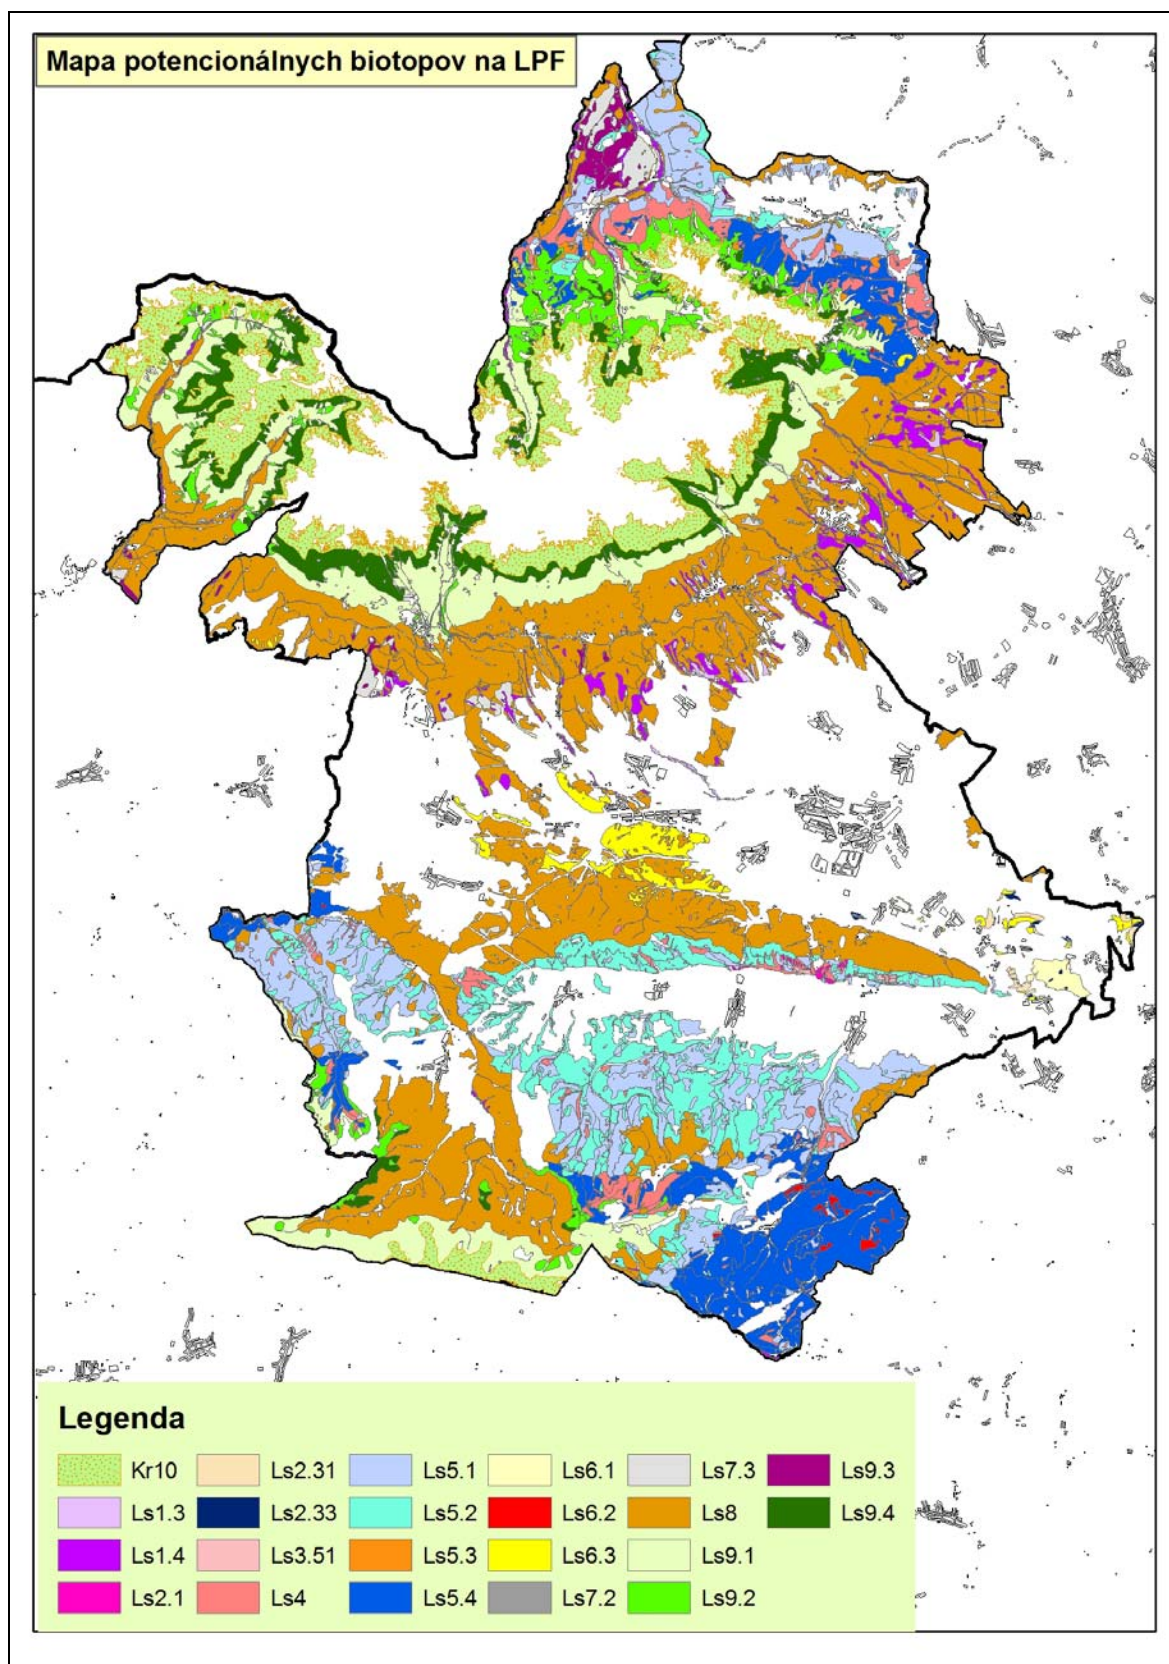 Mapa potencionálnych biotopov na LPF
Legenda
Kr10 Ls2.31 Ls5.1 Ls6.1 Ls7.3 Ls9.3
Ls1.3 Ls2.33 Ls5.2 Ls6.2 Ls8 Ls9.4
Ls1.4 Ls3.51 Ls5.3 Ls6.3 Ls9.1
Ls2.1 Ls4 Ls5.4 Ls7.2 Ls9.2